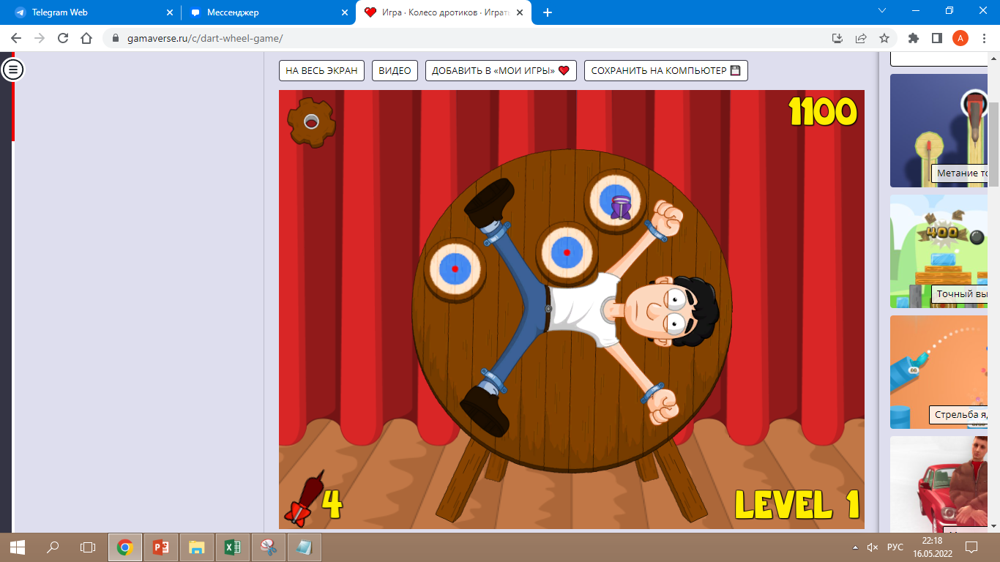 Telegram Web
Мессенджер
Игра · Колесо дротиков · Играть
gamaverse.ru/c/dart-wheel-game/
A
НА ВЕСЬ ЭКРАН
ВИДЕО
ДОБАВИТЬ В «МОИ ИГРЫ»
СОХРАНИТЬ НА КОМПЬЮТЕР
1100
Метание то
400
Точный вы
Стрельба я
4
LEVEL 1
РУС
22:18
16.05.2022